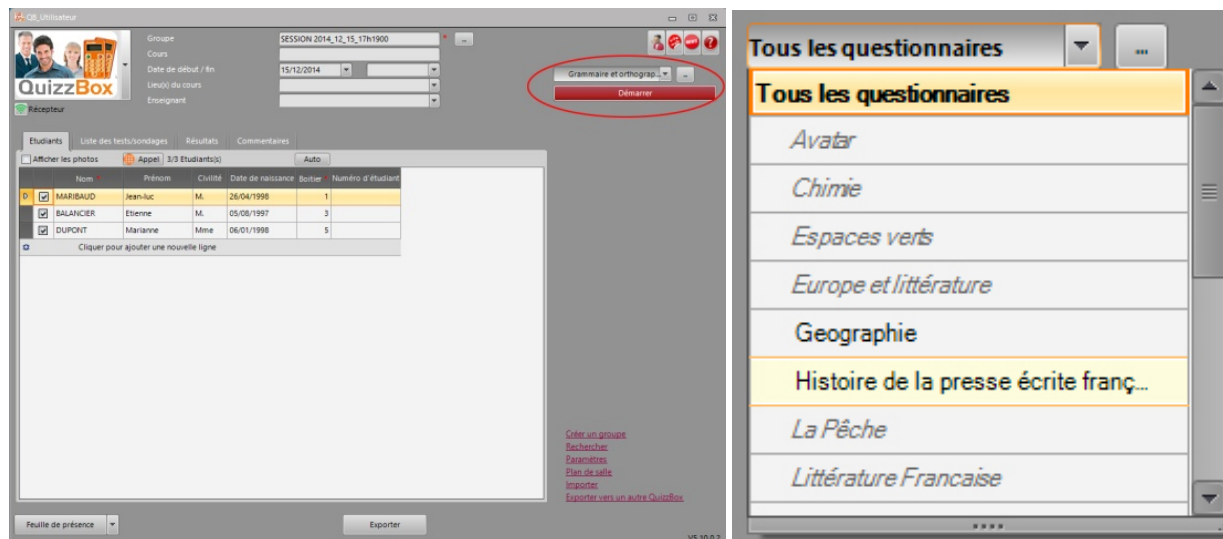 QB_Utilisateur
Groupe SESSION 2014_12_15_17h1900 * ...
Cours
Date de début / fin 15/12/2014
Lieu(x) du cours
Enseignant
QuizzBox
Récepteur
Grammaire et orthograp... ...
Démarrer
Etudiants Liste des tests/sondages Résultats Commentaires
Afficher les photos Appel 3/3 Etudiants(s) Auto
Nom * Prénom Civilité Date de naissance Boitier * Numéro d'étudiant
D MARIBAUD Jean-luc M. 26/04/1998 1
BALANCIER Etienne M. 05/08/1997 3
DUPONT Marianne Mme 06/01/1998 5
Cliquer pour ajouter une nouvelle ligne
Créer un groupe
Rechercher
Paramètres
Plan de salle
Importer
Exporter vers un autre QuizzBox
Feuille de présence Exporter
V5.10.0.2
Tous les questionnaires ...
Tous les questionnaires
Avatar
Chimie
Espaces verts
Europe et littérature
Geographie
Histoire de la presse écrite franç...
La Pêche
Littérature Francaise